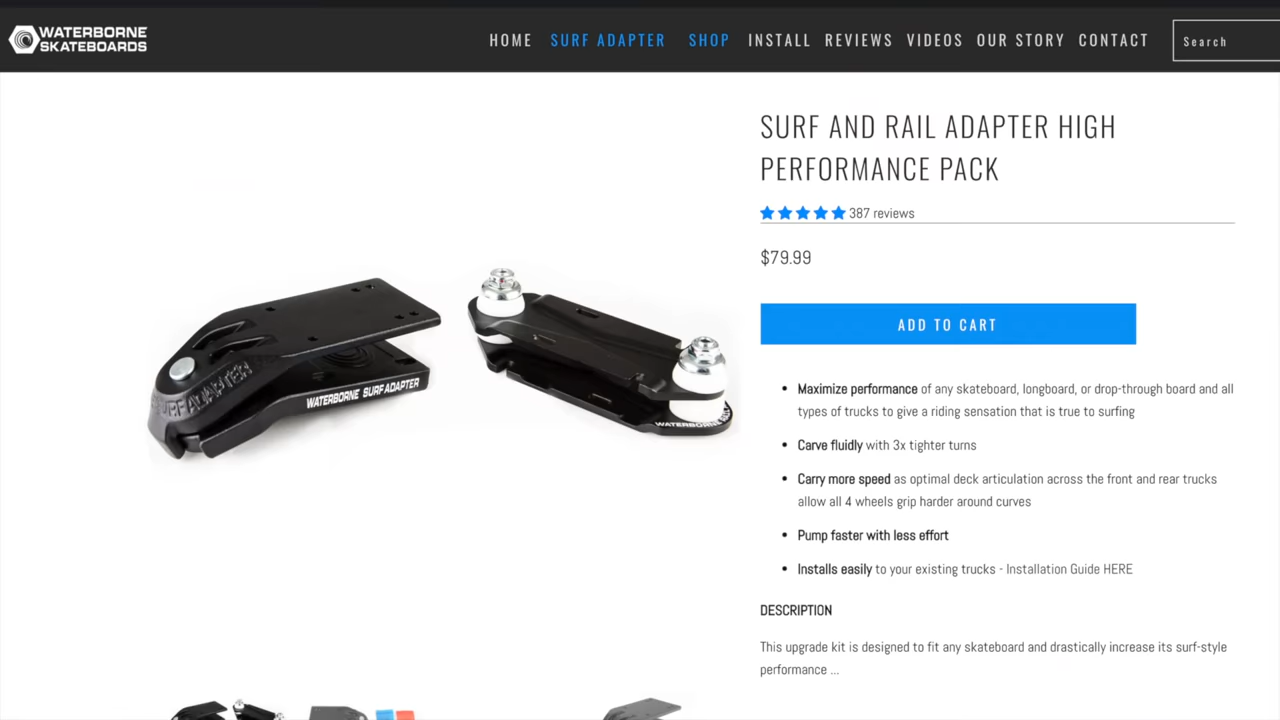 WATERBORNE
SKATEBOARDS
HOME SURF ADAPTER SHOP INSTALL REVIEWS VIDEOS OUR STORY CONTACT Search
SURF AND RAIL ADAPTER HIGH
PERFORMANCE PACK
387 reviews
$79.99
ADD TO CART
SURF ADAPTER
WATERBORNE SURF ADAPTER
• Maximize performance of any skateboard, longboard, or drop-through board and all
types of trucks to give a riding sensation that is true to surfing
• Carve fluidly with 3x tighter turns
• Carry more speed as optimal deck articulation across the front and rear trucks
allow all 4 wheels grip harder around curves
• Pump faster with less effort
• Installs easily to your existing trucks - Installation Guide HERE
DESCRIPTION
This upgrade kit is designed to fit any skateboard and drastically increase its surf-style
performance ...